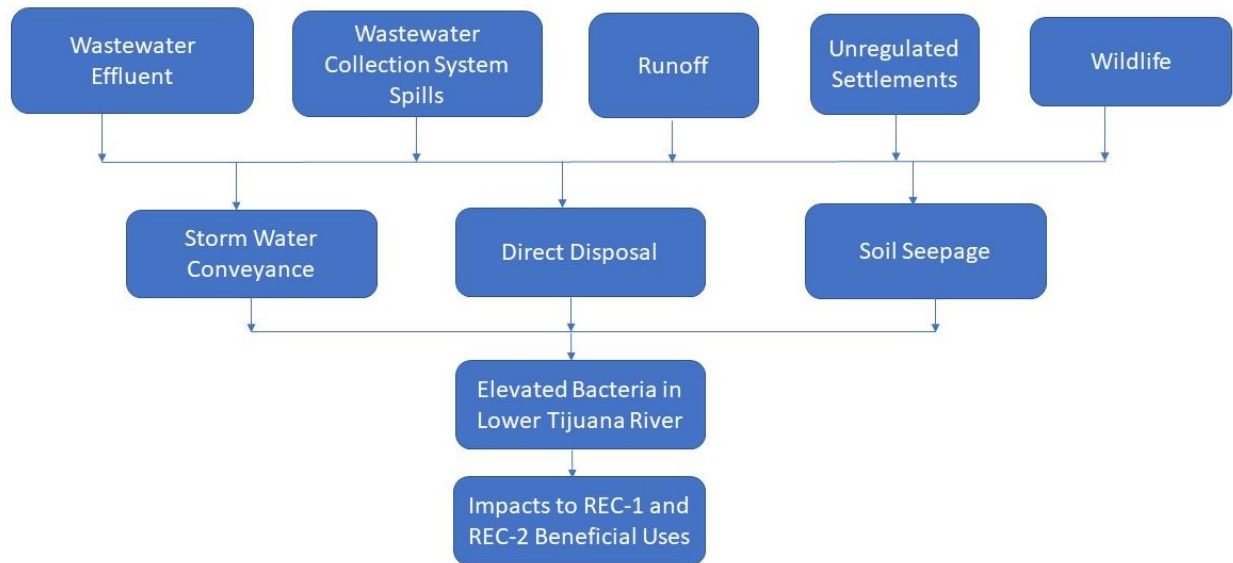 Wastewater
Effluent
Wastewater
Collection System
Spills
Runoff
Unregulated
Settlements
Wildlife
Storm Water
Conveyance
Direct Disposal
Soil Seepage
Elevated Bacteria in
Lower Tijuana River
Impacts to REC-1 and
REC-2 Beneficial Uses